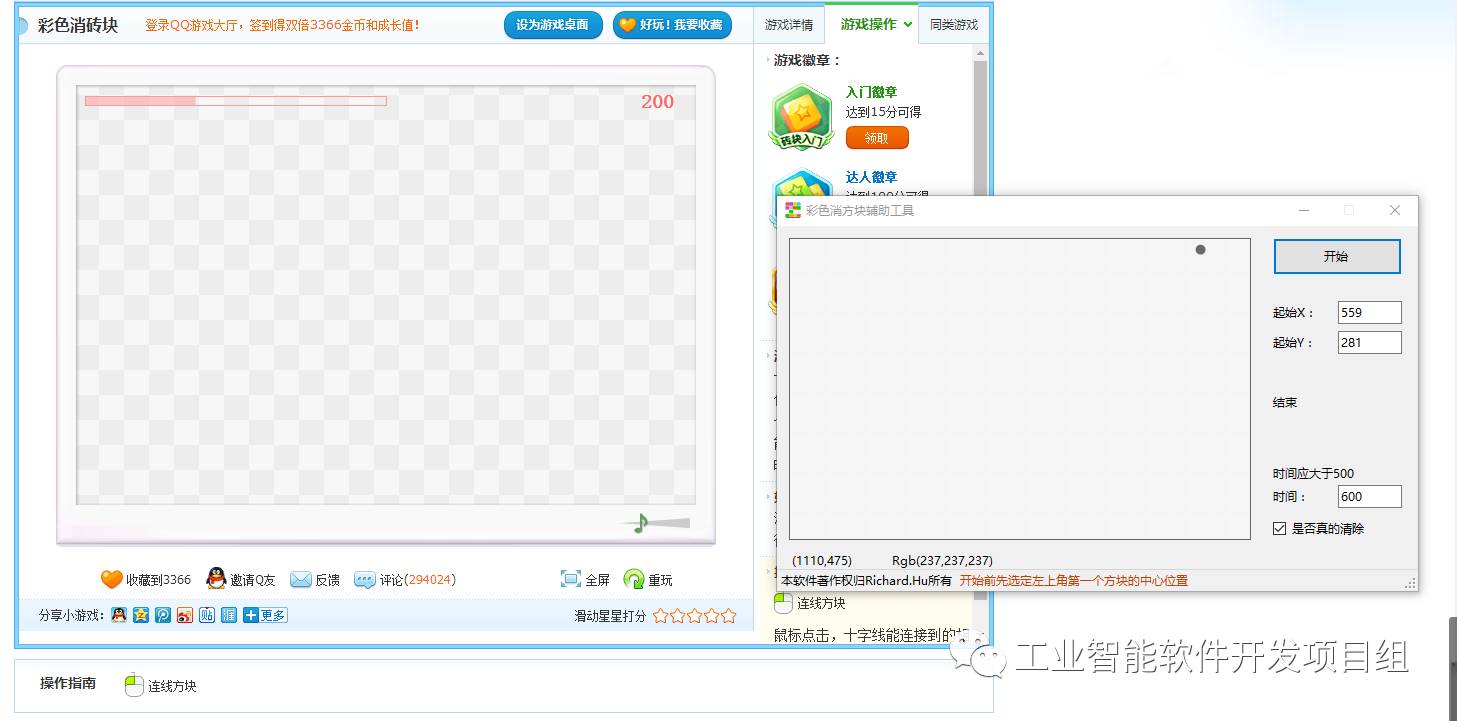 彩色消砖块
登录QQ游戏大厅，签到得双倍3366金币和成长值！
设为游戏桌面
好玩！我要收藏
游戏详情
游戏操作
同类游戏
200
游戏徽章：
砖块入门
入门徽章
达到15分可得
领取
达人徽章
彩色消方块辅助工具
开始
起始X： 559
起始Y： 281
结束
时间应大于500
时间： 600
是否真的清除
(1110,475) Rgb(237,237,237)
本软件著作权归Richard.Hu所有 开始前先选定左上角第一个方块的中心位置
收藏到3366
邀请Q友
反馈
评论(294024)
全屏
重玩
分享小游戏：
贴
更多
滑动星星打分
连线方块
鼠标点击，十字线能连接到的
工业智能软件开发项目组
操作指南
连线方块